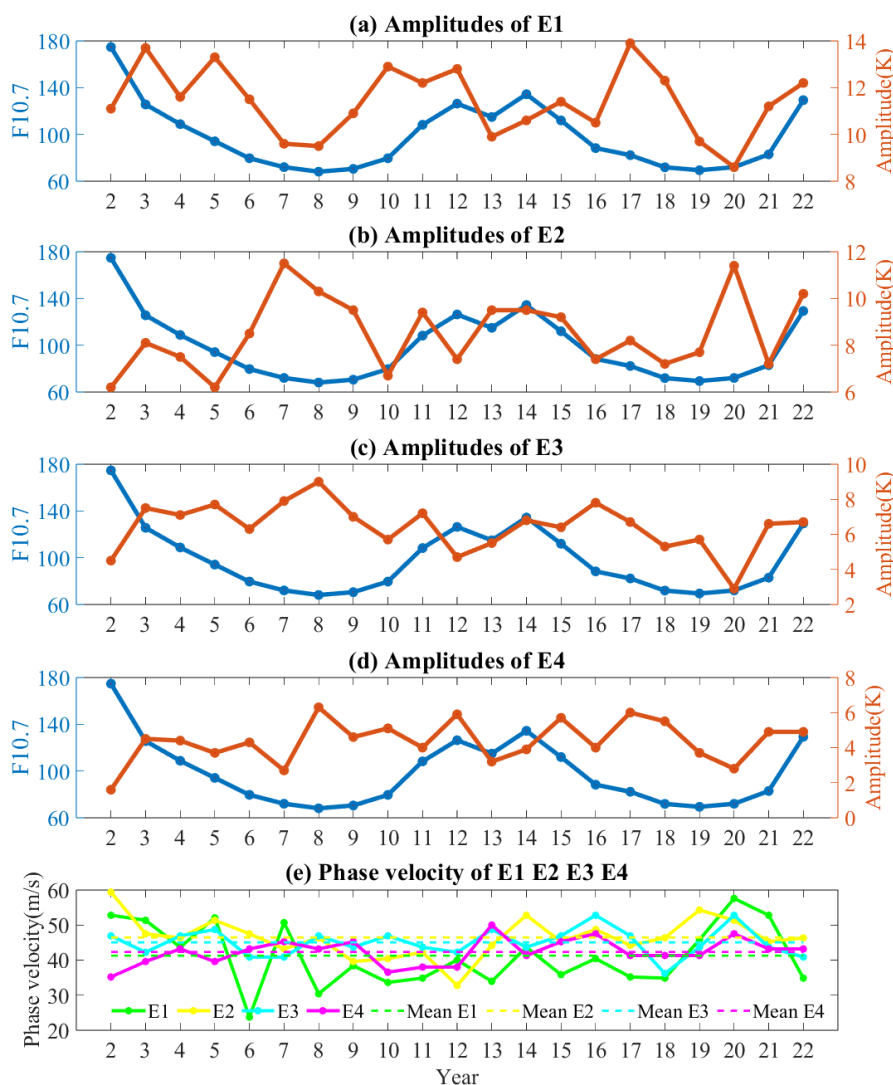 (a) Amplitudes of E1
180
140
100
60
F10.7
14
12
10
8
Amplitude(K)
2 3 4 5 6 7 8 9 10 11 12 13 14 15 16 17 18 19 20 21 22
(b) Amplitudes of E2
180
140
100
60
F10.7
12
10
8
6
Amplitude(K)
2 3 4 5 6 7 8 9 10 11 12 13 14 15 16 17 18 19 20 21 22
(c) Amplitudes of E3
180
140
100
60
F10.7
10
8
6
4
2
Amplitude(K)
2 3 4 5 6 7 8 9 10 11 12 13 14 15 16 17 18 19 20 21 22
(d) Amplitudes of E4
180
140
100
60
F10.7
8
6
4
2
0
Amplitude(K)
2 3 4 5 6 7 8 9 10 11 12 13 14 15 16 17 18 19 20 21 22
(e) Phase velocity of E1 E2 E3 E4
60
50
40
30
20
Phase velocity(m/s)
E1 E2 E3 E4 Mean E1 Mean E2 Mean E3 Mean E4
2 3 4 5 6 7 8 9 10 11 12 13 14 15 16 17 18 19 20 21 22
Year